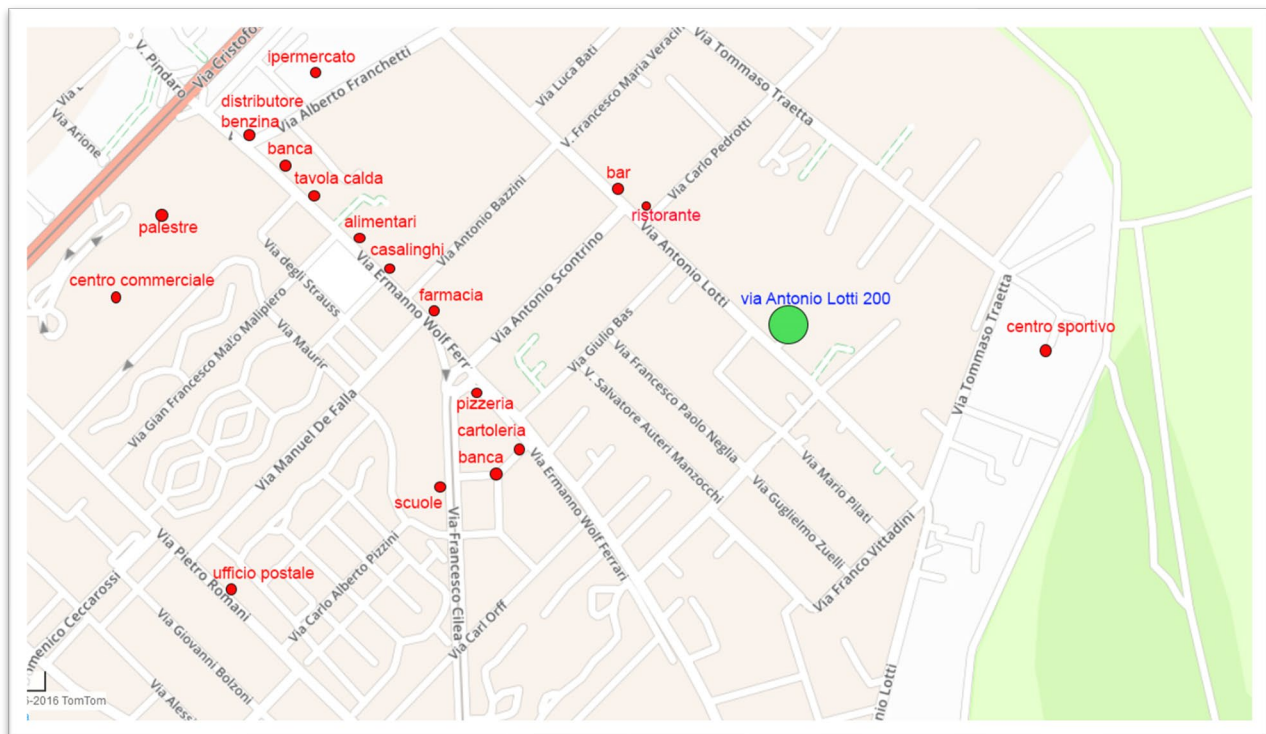 ipermercato
V. Pindaro
Via Cristofo
Via Alberto Franchetti
Via Luca Bati
V. Francesco Maria Veracin
Via Tommaso Traetta
distributore
benzina
Via Arione
banca
tavola calda
Via Carlo Pedrotti
bar
ristorante
palestre
alimentari
Via Antonio Bazzini
casalinghi
Via Antonio Scontrino
Via Antonio Lotti
centro commerciale
Via degli Strauss
Via Ermanno Wolf Ferra
farmacia
via Antonio Lotti 200
Via Gian Francesco Malipiero
Via Mauric
Via Giulio Bas
centro sportivo
Via Tommaso Traetta
Via Francesco Paolo Neglia
V. Salvatore Auteri Manzocchi
Via Manuel De Falla
pizzeria
cartoleria
banca
Via Ermanno Wolf Ferrari
Via Mario Pilati
Via Guglielmo Zuelli
scuole
Via Francesco Cilea
Via Franco Vittadini
Via Pietro Romani
ufficio postale
Via Carlo Alberto Pizzini
omenico Ceccarossi
Via Giovanni Bolzoni
Via Carl Orff
Via Aless
nio Lotti
-2016 TomTom